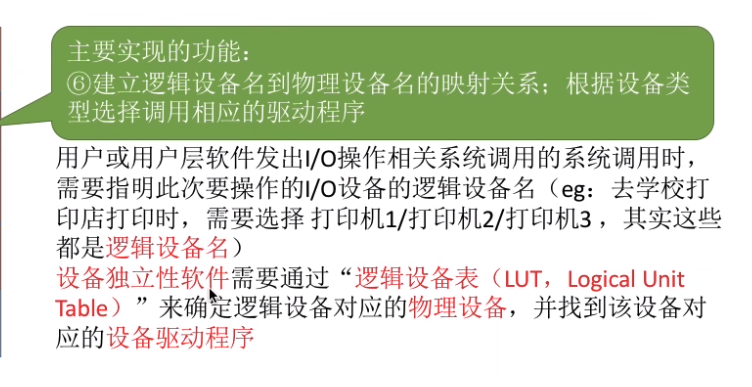 主要实现的功能：
⑥建立逻辑设备名到物理设备名的映射关系；根据设备类
型选择调用相应的驱动程序
用户或用户层软件发出I/O操作相关系统调用的系统调用时，
需要指明此次要操作的I/O设备的逻辑设备名（eg：去学校打
印店打印时，需要选择 打印机1/打印机2/打印机3 ，其实这些
都是逻辑设备名）
设备独立性软件需要通过“逻辑设备表（LUT，Logical Unit
Table）”来确定逻辑设备对应的物理设备，并找到该设备对
应的设备驱动程序